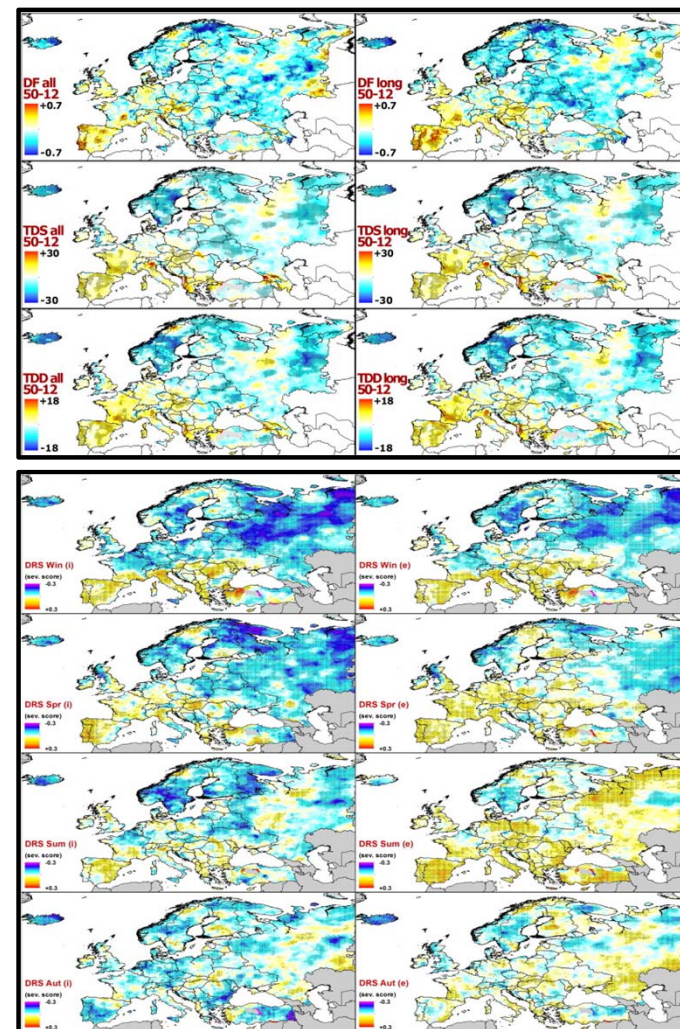 DF all
50-12
+0.7
-0.7
DF long
50-12
+0.7
-0.7
TDS all
50-12
+30
-30
TDS long
50-12
+30
-30
TDD all
50-12
+18
-18
TDD long
50-12
+18
-18
DRS Win (i)
(sev. score)
-0.3
+0.3
DRS Win (e)
(sev. score)
-0.3
+0.3
DRS Spr (i)
(sev. score)
-0.3
+0.3
DRS Spr (e)
(sev. score)
-0.3
+0.3
DRS Sum (i)
(sev. score)
-0.3
+0.3
DRS Sum (e)
(sev. score)
-0.3
+0.3
DRS Aut (i)
(sev. score)
-0.3
+0.3
DRS Aut (e)
(sev. score)
-0.3
+0.3